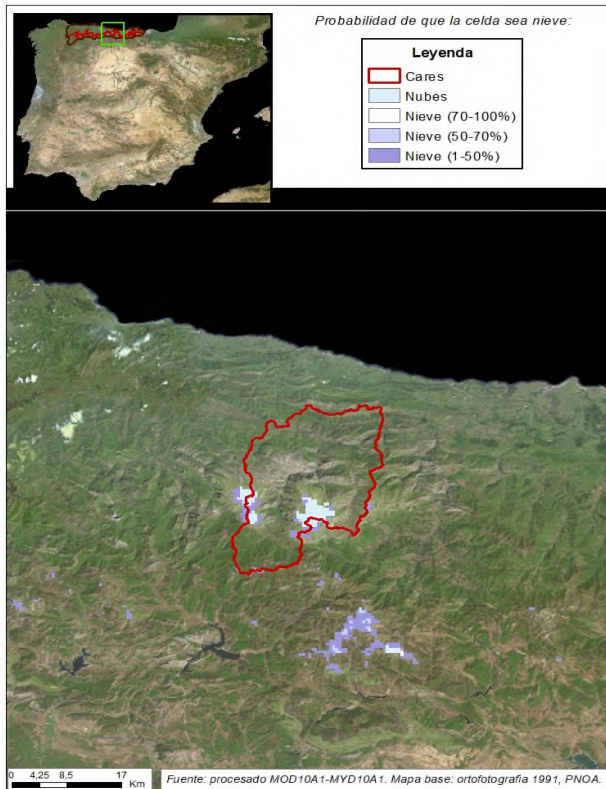 Probabilidad de que la celda sea nieve:
Leyenda
Cares
Nubes
Nieve (70-100%)
Nieve (50-70%)
Nieve (1-50%)
0 4,25 8,5 17
Km
Fuente: procesado MOD10A1-MYD10A1. Mapa base: ortofotografia 1991, PNOA.